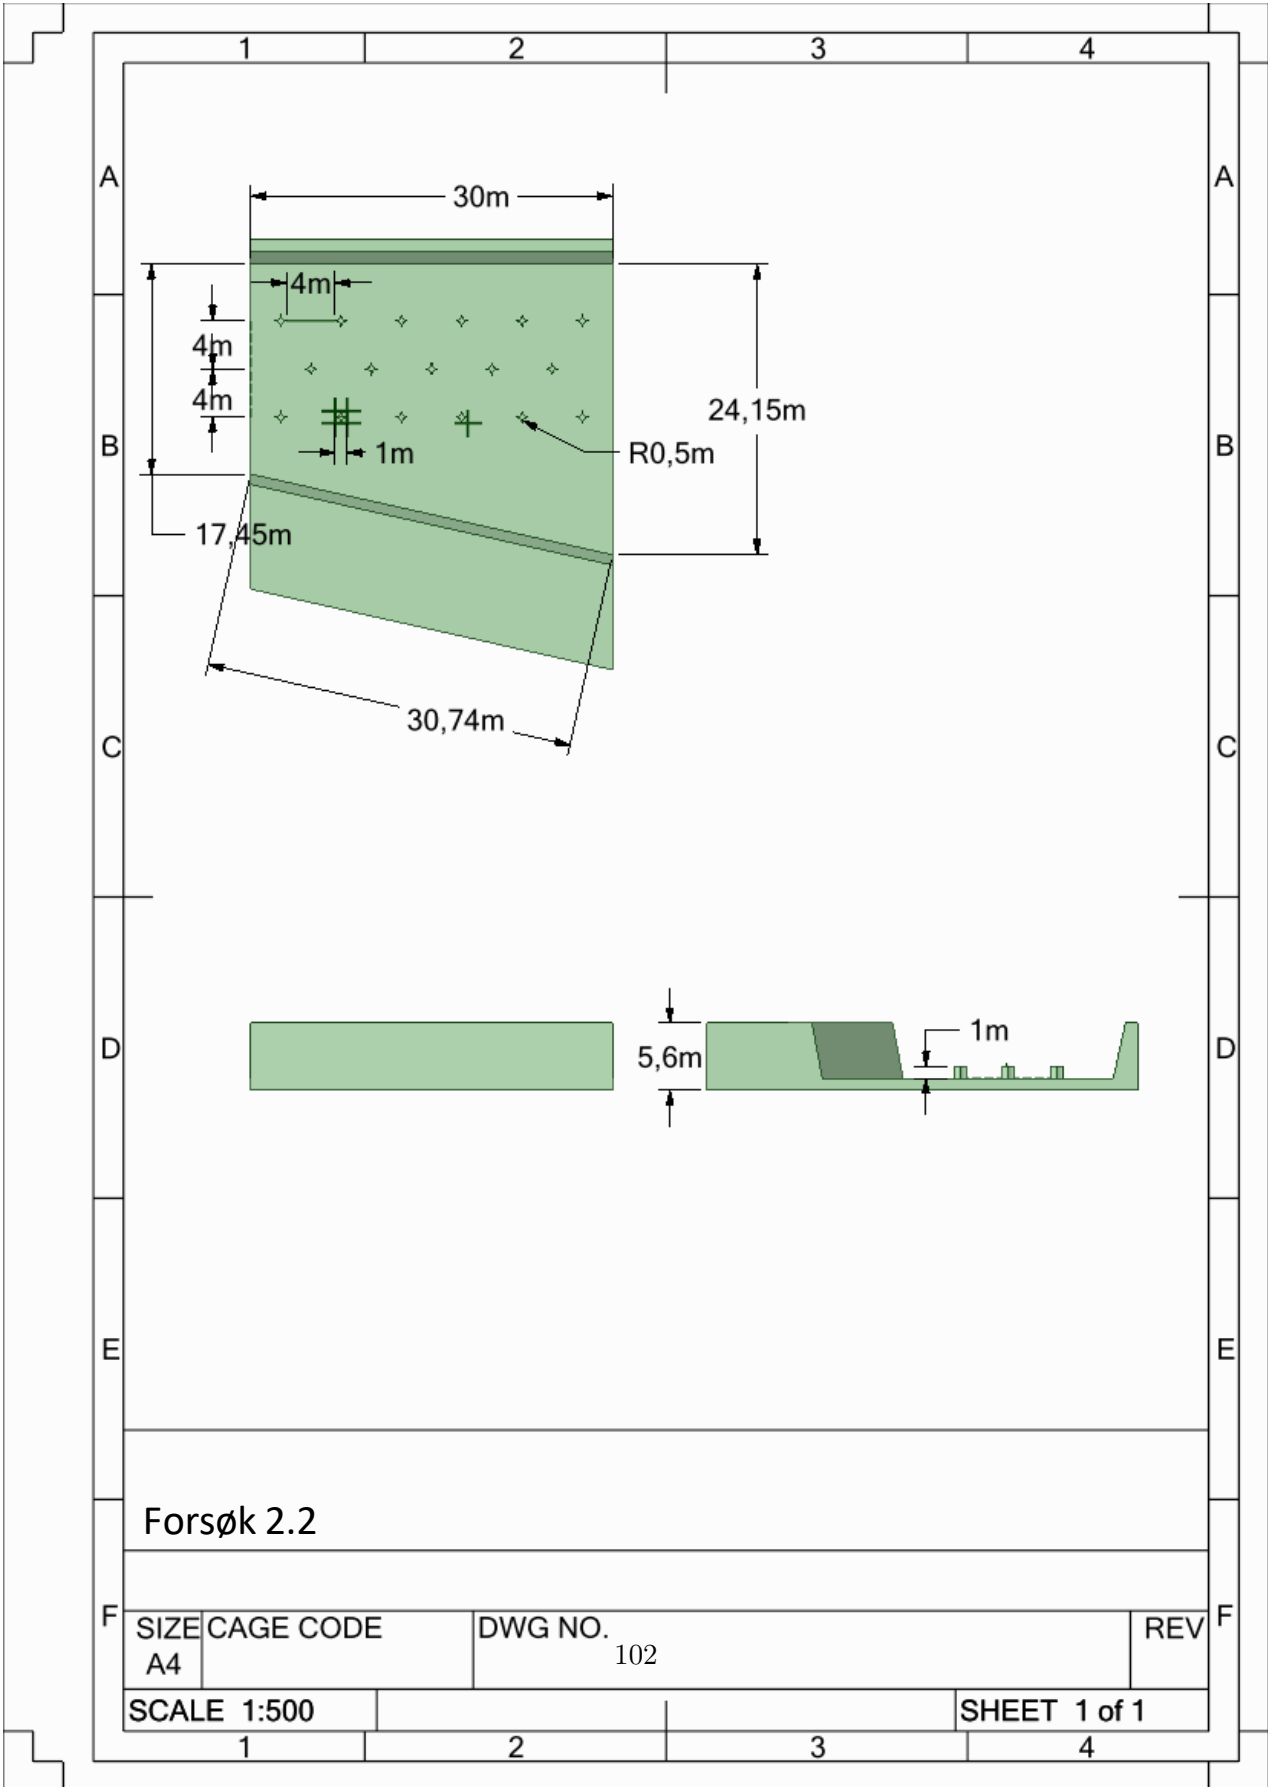 1 2 3 4
A A
30m
4m
4m
4m
24,15m
B B
1m R0,5m
17,45m
30,74m
C C
D D
1m
5,6m
E E
Forsøk 2.2
F F
SIZE CAGE CODE DWG NO. REV
A4 102
SCALE 1:500 SHEET 1 of 1
1 2 3 4